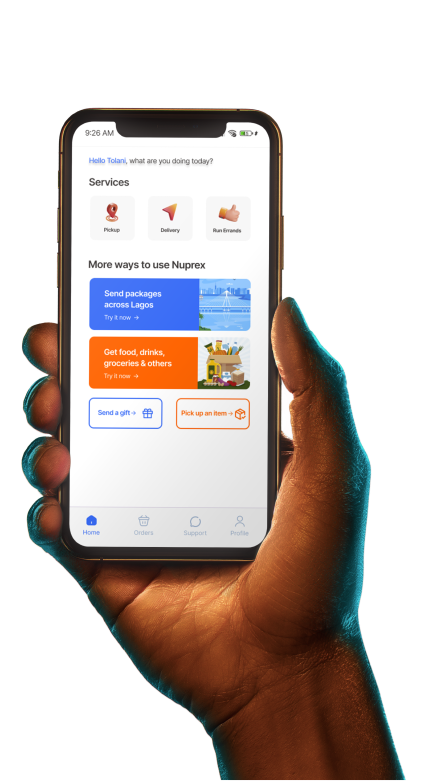 9:26 AM
Hello Tolani, what are you doing today?
Services
Pickup
Delivery
Run Errands
More ways to use Nuprex
Send packages
across Lagos
Try it now →
Get food, drinks,
groceries & others
Try it now →
Send a gift →
Pick up an item →
Home
Orders
Support
Profile